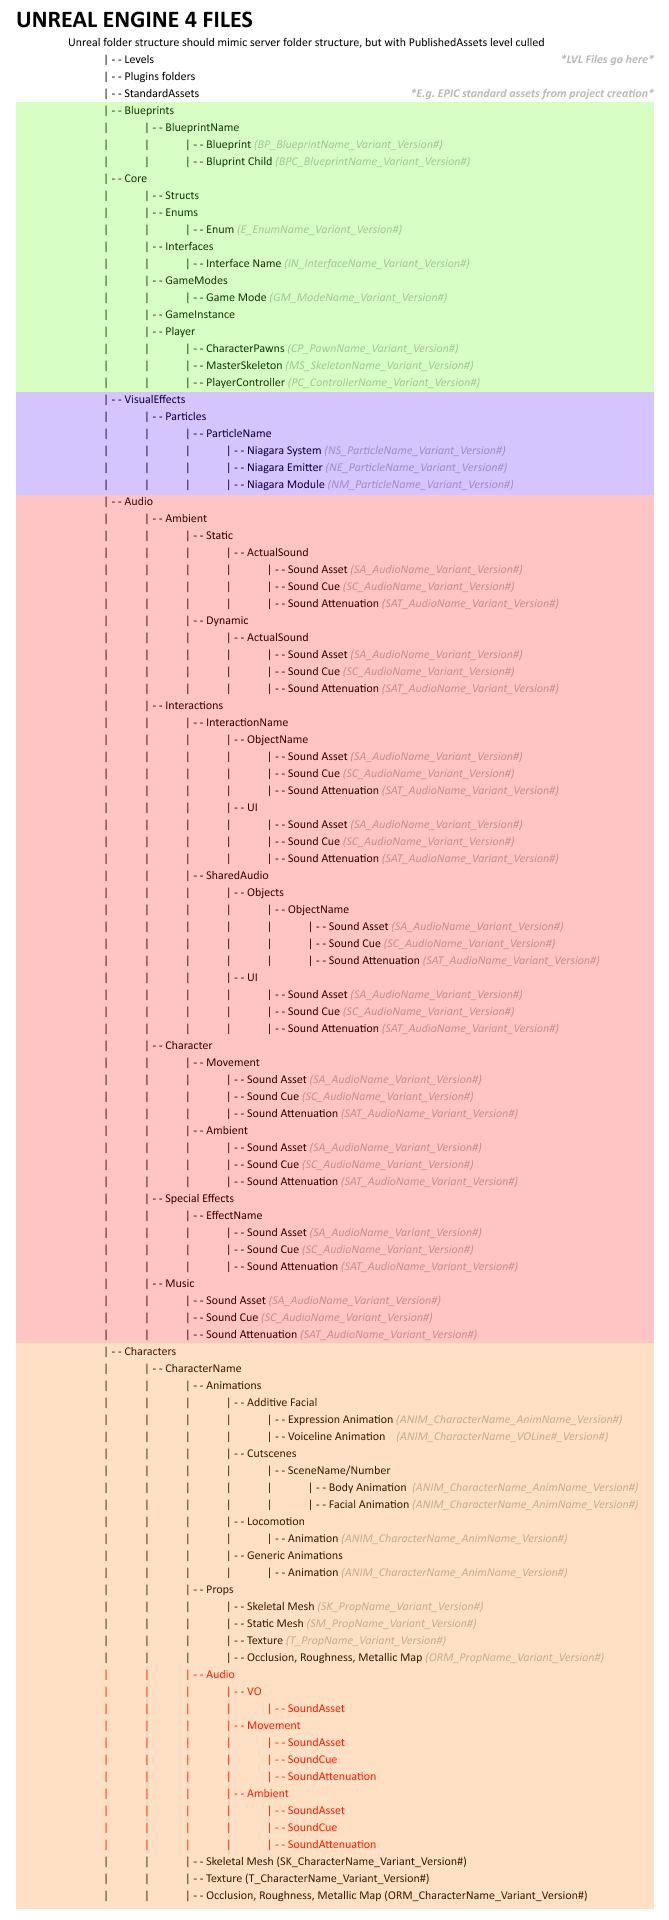 UNREAL ENGINE 4 FILES
Unreal folder structure should mimic server folder structure, but with PublishedAssets level culled
|-- Levels *LVL Files go here*
|-- Plugins folders
|-- StandardAssets *E.g. EPIC standard assets from project creation*
|-- Blueprints
| |-- BlueprintName
| | |-- Blueprint (BP_BlueprintName_Variant_Version#)
| | |-- Bluprint Child (BPC_BlueprintName_Variant_Version#)
|-- Core
| |-- Structs
| |-- Enums
| | |-- Enum (E_EnumName_Variant_Version#)
| |-- Interfaces
| | |-- Interface Name (IN_InterfaceName_Variant_Version#)
| |-- GameModes
| | |-- Game Mode (GM_ModeName_Variant_Version#)
| |-- GameInstance
| |-- Player
| | |-- CharacterPawns (CP_PawnName_Variant_Version#)
| | |-- MasterSkeleton (MS_SkeletonName_Variant_Version#)
| | |-- PlayerController (PC_ControllerName_Variant_Version#)
|-- VisualEffects
| |-- Particles
| | |-- ParticleName
| | | |-- Niagara System (NS_ParticleName_Variant_Version#)
| | | |-- Niagara Emitter (NE_ParticleName_Variant_Version#)
| | | |-- Niagara Module (NM_ParticleName_Variant_Version#)
|-- Audio
| |-- Ambient
| | |-- Static
| | | |-- ActualSound
| | | | |-- Sound Asset (SA_AudioName_Variant_Version#)
| | | | |-- Sound Cue (SC_AudioName_Variant_Version#)
| | | | |-- Sound Attenuation (SAT_AudioName_Variant_Version#)
| | |-- Dynamic
| | | |-- ActualSound
| | | | |-- Sound Asset (SA_AudioName_Variant_Version#)
| | | | |-- Sound Cue (SC_AudioName_Variant_Version#)
| | | | |-- Sound Attenuation (SAT_AudioName_Variant_Version#)
| |-- Interactions
| | |-- InteractionName
| | | |-- ObjectName
| | | | |-- Sound Asset (SA_AudioName_Variant_Version#)
| | | | |-- Sound Cue (SC_AudioName_Variant_Version#)
| | | | |-- Sound Attenuation (SAT_AudioName_Variant_Version#)
| | | |-- UI
| | | | |-- Sound Asset (SA_AudioName_Variant_Version#)
| | | | |-- Sound Cue (SC_AudioName_Variant_Version#)
| | | | |-- Sound Attenuation (SAT_AudioName_Variant_Version#)
| | |-- SharedAudio
| | | |-- Objects
| | | | |-- ObjectName
| | | | | |-- Sound Asset (SA_AudioName_Variant_Version#)
| | | | | |-- Sound Cue (SC_AudioName_Variant_Version#)
| | | | | |-- Sound Attenuation (SAT_AudioName_Variant_Version#)
| | | |-- UI
| | | | |-- Sound Asset (SA_AudioName_Variant_Version#)
| | | | |-- Sound Cue (SC_AudioName_Variant_Version#)
| | | | |-- Sound Attenuation (SAT_AudioName_Variant_Version#)
| |-- Character
| | |-- Movement
| | | |-- Sound Asset (SA_AudioName_Variant_Version#)
| | | |-- Sound Cue (SC_AudioName_Variant_Version#)
| | | |-- Sound Attenuation (SAT_AudioName_Variant_Version#)
| | |-- Ambient
| | | |-- Sound Asset (SA_AudioName_Variant_Version#)
| | | |-- Sound Cue (SC_AudioName_Variant_Version#)
| | | |-- Sound Attenuation (SAT_AudioName_Variant_Version#)
| |-- Special Effects
| | |-- EffectName
| | | |-- Sound Asset (SA_AudioName_Variant_Version#)
| | | |-- Sound Cue (SC_AudioName_Variant_Version#)
| | | |-- Sound Attenuation (SAT_AudioName_Variant_Version#)
| |-- Music
| | |-- Sound Asset (SA_AudioName_Variant_Version#)
| | |-- Sound Cue (SC_AudioName_Variant_Version#)
| | |-- Sound Attenuation (SAT_AudioName_Variant_Version#)
|-- Characters
| |-- CharacterName
| | |-- Animations
| | | |-- Additive Facial
| | | | |-- Expression Animation (ANIM_CharacterName_AnimName_Version#)
| | | | |-- Voiceline Animation (ANIM_CharacterName_VOLine#_Version#)
| | | |-- Cutscenes
| | | | |-- SceneName/Number
| | | | | |-- Body Animation (ANIM_CharacterName_AnimName_Version#)
| | | | | |-- Facial Animation (ANIM_CharacterName_AnimName_Version#)
| | | |-- Locomotion
| | | | |-- Animation (ANIM_CharacterName_AnimName_Version#)
| | | |-- Generic Animations
| | | | |-- Animation (ANIM_CharacterName_AnimName_Version#)
| | |-- Props
| | | |-- Skeletal Mesh (SK_PropName_Variant_Version#)
| | | |-- Static Mesh (SM_PropName_Variant_Version#)
| | | |-- Texture (T_PropName_Variant_Version#)
| | | |-- Occlusion, Roughness, Metallic Map (ORM_PropName_Variant_Version#)
| | |-- Audio
| | | |-- VO
| | | | |-- SoundAsset
| | | |-- Movement
| | | | |-- SoundAsset
| | | | |-- SoundCue
| | | | |-- SoundAttenuation
| | | |-- Ambient
| | | | |-- SoundAsset
| | | | |-- SoundCue
| | | | |-- SoundAttenuation
| | |-- Skeletal Mesh (SK_CharacterName_Variant_Version#)
| | |-- Texture (T_CharacterName_Variant_Version#)
| | |-- Occlusion, Roughness, Metallic Map (ORM_CharacterName_Variant_Version#)